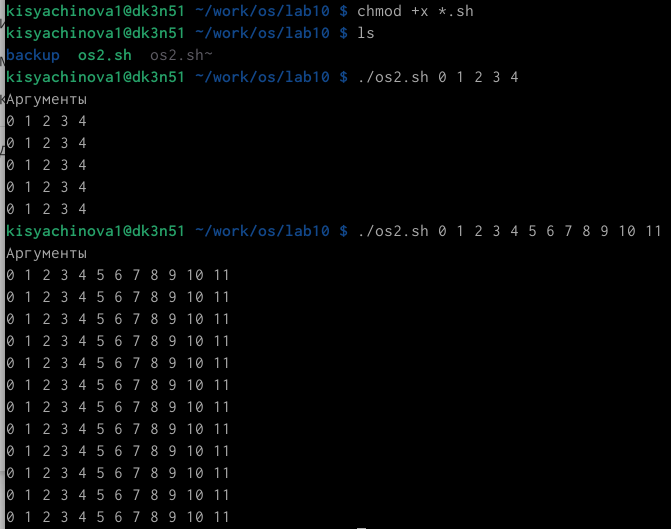 kisyachinova1@dk3n51 ~/work/os/lab10 $ chmod +x *.sh
kisyachinova1@dk3n51 ~/work/os/lab10 $ ls
backup  os2.sh  os2.sh~
kisyachinova1@dk3n51 ~/work/os/lab10 $ ./os2.sh 0 1 2 3 4
Аргументы
0 1 2 3 4
0 1 2 3 4
0 1 2 3 4
0 1 2 3 4
0 1 2 3 4
kisyachinova1@dk3n51 ~/work/os/lab10 $ ./os2.sh 0 1 2 3 4 5 6 7 8 9 10 11
Аргументы
0 1 2 3 4 5 6 7 8 9 10 11
0 1 2 3 4 5 6 7 8 9 10 11
0 1 2 3 4 5 6 7 8 9 10 11
0 1 2 3 4 5 6 7 8 9 10 11
0 1 2 3 4 5 6 7 8 9 10 11
0 1 2 3 4 5 6 7 8 9 10 11
0 1 2 3 4 5 6 7 8 9 10 11
0 1 2 3 4 5 6 7 8 9 10 11
0 1 2 3 4 5 6 7 8 9 10 11
0 1 2 3 4 5 6 7 8 9 10 11
0 1 2 3 4 5 6 7 8 9 10 11
0 1 2 3 4 5 6 7 8 9 10 11